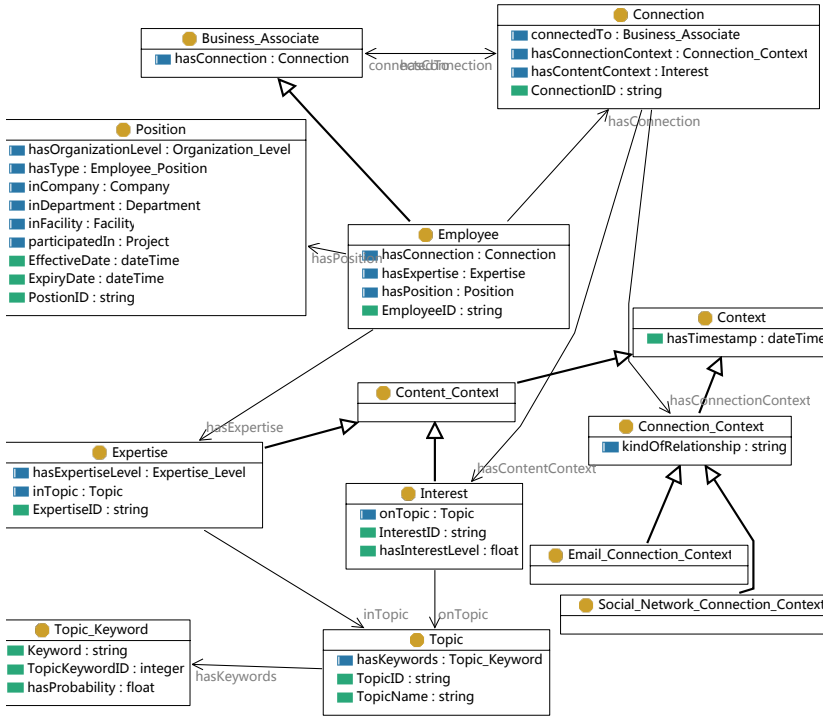 Connection
connectedTo : Business_Associate
hasConnectionContext : Connection_Context
hasContentContext : Interest
ConnectionID : string
Business_Associate
hasConnection : Connection
connectedTo
hasConnection
hasConnection
Position
hasOrganizationLevel : Organization_Level
hasType : Employee_Position
inCompany : Company
inDepartment : Department
inFacility : Facility
participatedIn : Project
EffectiveDate : dateTime
ExpiryDate : dateTime
PostionID : string
hasPosition
Employee
hasConnection : Connection
hasExpertise : Expertise
hasPosition : Position
EmployeeID : string
Context
hasTimestamp : dateTime
Content_Context
hasConnectionContext
hasExpertise
Connection_Context
kindOfRelationship : string
Expertise
hasExpertiseLevel : Expertise_Level
inTopic : Topic
ExpertiseID : string
hasContentContext
Interest
onTopic : Topic
InterestID : string
hasInterestLevel : float
Email_Connection_Context
Social_Network_Connection_Context
inTopic
onTopic
Topic_Keyword
Keyword : string
TopicKeywordID : integer
hasProbability : float
hasKeywords
Topic
hasKeywords : Topic_Keyword
TopicID : string
TopicName : string